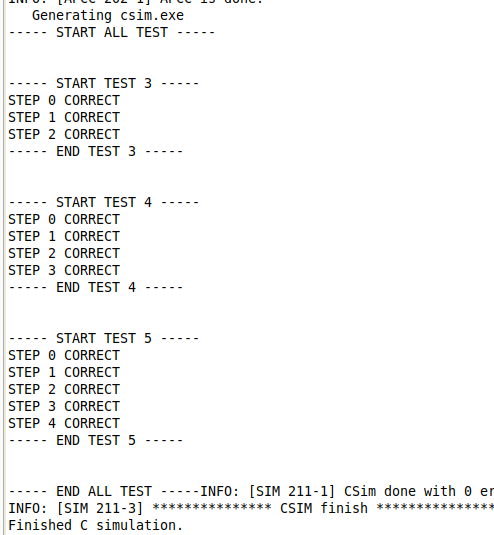 INFO: [APCC 202-1] APCC is done.
   Generating csim.exe
----- START ALL TEST -----
----- START TEST 3 -----
STEP 0 CORRECT
STEP 1 CORRECT
STEP 2 CORRECT
----- END TEST 3 -----
----- START TEST 4 -----
STEP 0 CORRECT
STEP 1 CORRECT
STEP 2 CORRECT
STEP 3 CORRECT
----- END TEST 4 -----
----- START TEST 5 -----
STEP 0 CORRECT
STEP 1 CORRECT
STEP 2 CORRECT
STEP 3 CORRECT
STEP 4 CORRECT
----- END TEST 5 -----
----- END ALL TEST -----INFO: [SIM 211-1] CSim done with 0 er
INFO: [SIM 211-3] *************** CSIM finish ***************
Finished C simulation.